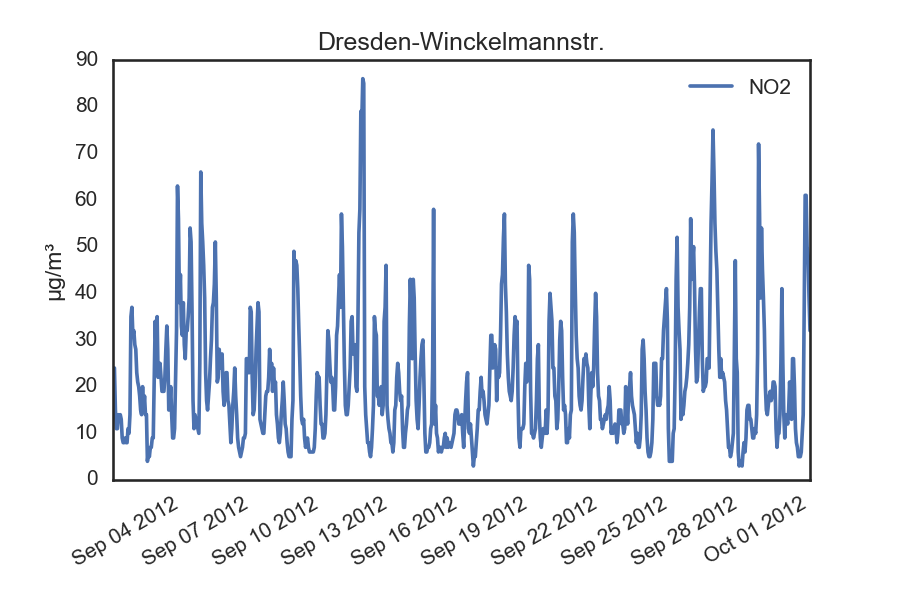 Dresden-Winckelmannstr.
90
80
70
60
50
40
30
20
10
0
µg/m³
NO2
Sep 04 2012
Sep 07 2012
Sep 10 2012
Sep 13 2012
Sep 16 2012
Sep 19 2012
Sep 22 2012
Sep 25 2012
Sep 28 2012
Oct 01 2012